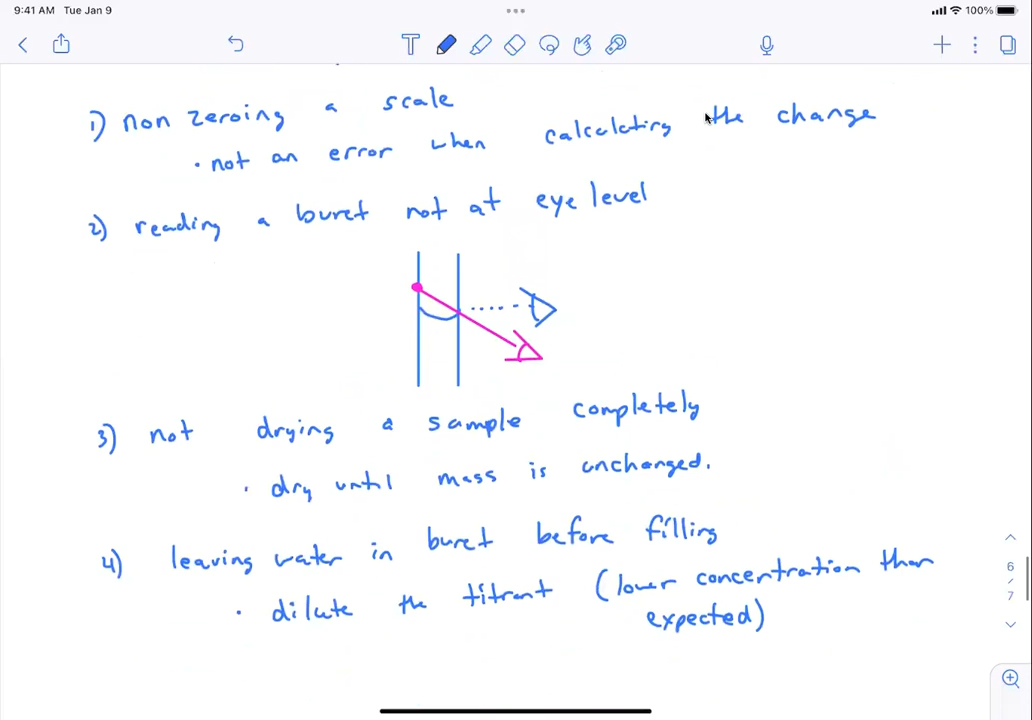 9:41 AM Tue Jan 9
100%
1) non zeroing a scale
• not an error when calculating the change
2) reading a buret not at eye level
3) not drying a sample completely
• dry until mass is unchanged.
4) leaving water in buret before filling
• dilute the titrant (lower concentration than
expected)
6
/
7